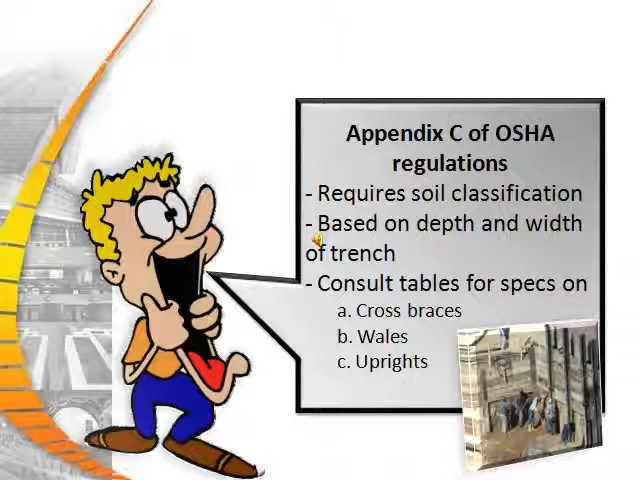 Appendix C of OSHA
regulations
- Requires soil classification
- Based on depth and width
of trench
- Consult tables for specs on
a. Cross braces
b. Wales
c. Uprights